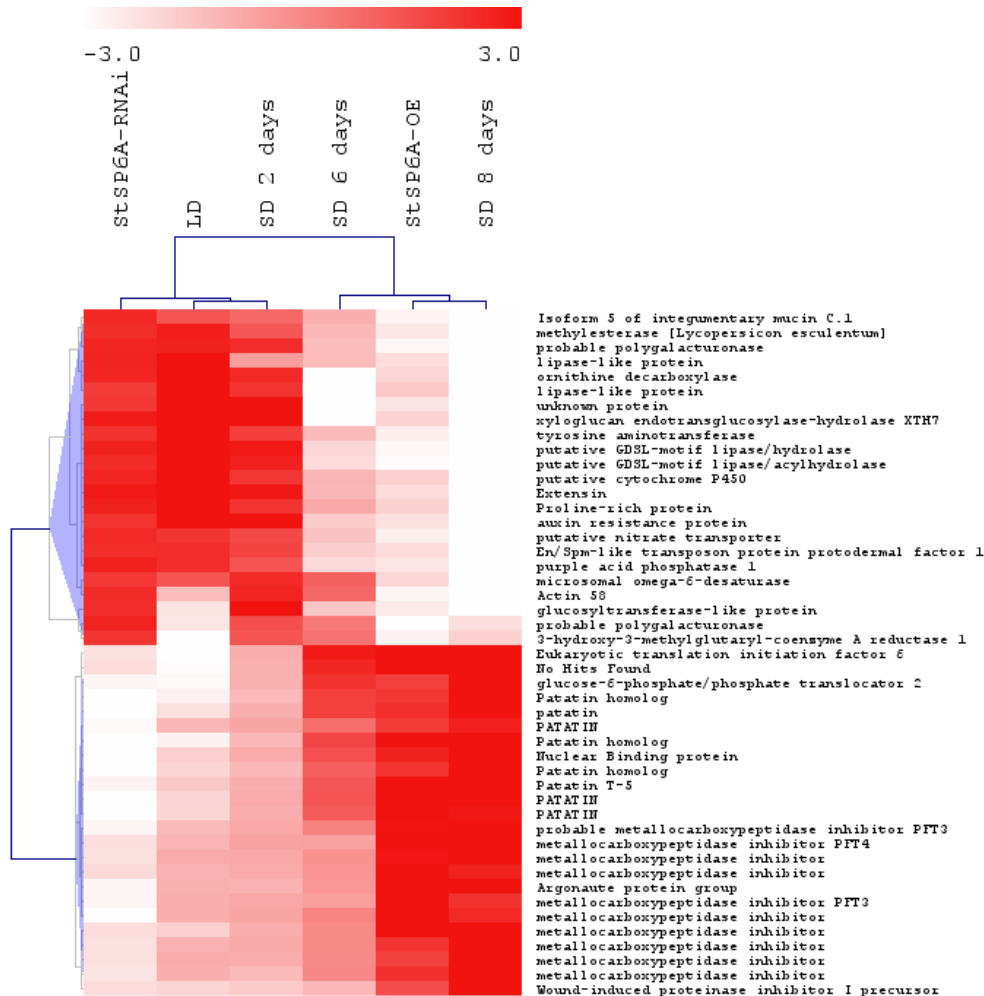 -3.0 3.0
StSP6A-RNAi
LD
SD 2 days
SD 6 days
StSP6A-OE
SD 8 days
Isoform 5 of integumentary mucin C.1
methylesterase [Lycopersicon esculentum]
probable polygalacturonase
lipase-like protein
ornithine decarboxylase
lipase-like protein
unknown protein
xyloglucan endotransglucosylase-hydrolase XTH7
tyrosine aminotransferase
putative GDSL-motif lipase/hydrolase
putative GDSL-motif lipase/acylhydrolase
putative cytochrome P450
Extensin
Proline-rich protein
auxin resistance protein
putative nitrate transporter
En/Spm-like transposon protein protodermal factor 1
purple acid phosphatase 1
microsomal omega-6-desaturase
Actin 58
glucosyltransferase-like protein
probable polygalacturonase
3-hydroxy-3-methylglutaryl-coenzyme A reductase 1
Eukaryotic translation initiation factor 6
No Hits Found
glucose-6-phosphate/phosphate translocator 2
Patatin homolog
patatin
PATATIN
Patatin homolog
Nuclear Binding protein
Patatin homolog
Patatin T-5
PATATIN
PATATIN
probable metallocarboxypeptidase inhibitor PFT3
metallocarboxypeptidase inhibitor PFT4
metallocarboxypeptidase inhibitor
metallocarboxypeptidase inhibitor
Argonaute protein group
metallocarboxypeptidase inhibitor PFT3
metallocarboxypeptidase inhibitor
metallocarboxypeptidase inhibitor
metallocarboxypeptidase inhibitor
metallocarboxypeptidase inhibitor
metallocarboxypeptidase inhibitor
Wound-induced proteinase inhibitor I precursor